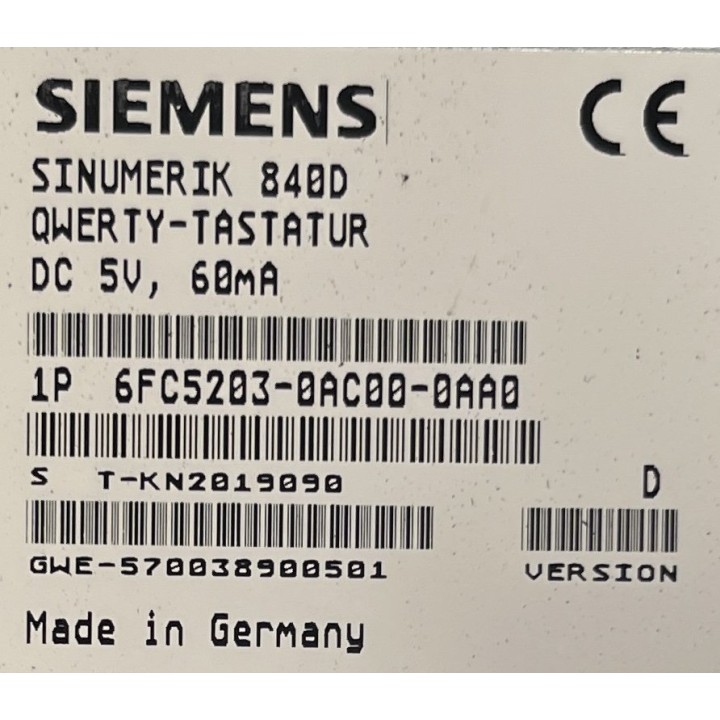 SIEMENS CE
SINUMERIK 840D
QWERTY-TASTATUR
DC 5V, 60mA
1P 6FC5203-0AC00-0AA0
S T-KN2019090 D
GWE-570038900501 VERSION
Made in Germany